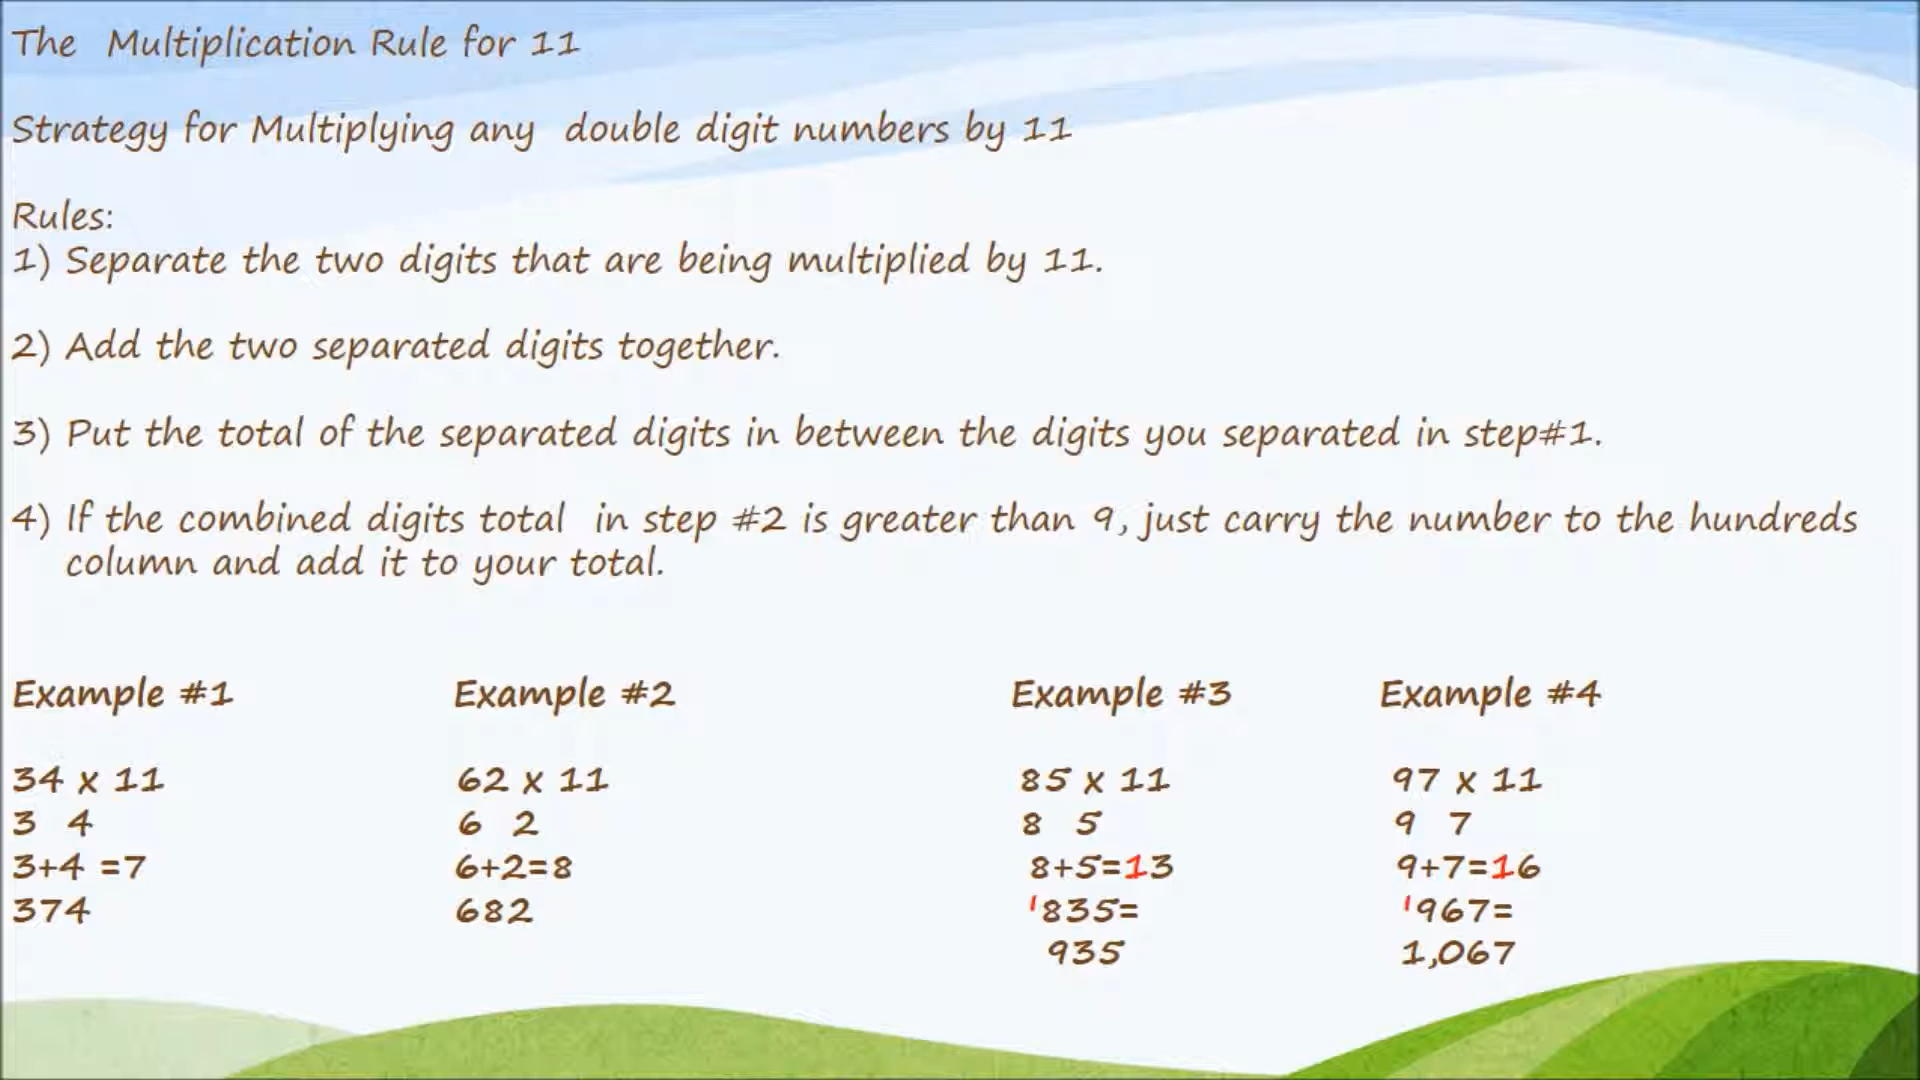 The Multiplication Rule for 11
Strategy for Multiplying any double digit numbers by 11
Rules:
1) Separate the two digits that are being multiplied by 11.
2) Add the two separated digits together.
3) Put the total of the separated digits in between the digits you separated in step#1.
4) If the combined digits total in step #2 is greater than 9, just carry the number to the hundreds
column and add it to your total.
Example #1
34 x 11
3 4
3+4 =7
374
Example #2
62 x 11
6 2
6+2=8
682
Example #3
85 x 11
8 5
8+5=13
¹835=
935
Example #4
97 x 11
9 7
9+7=16
¹967=
1,067